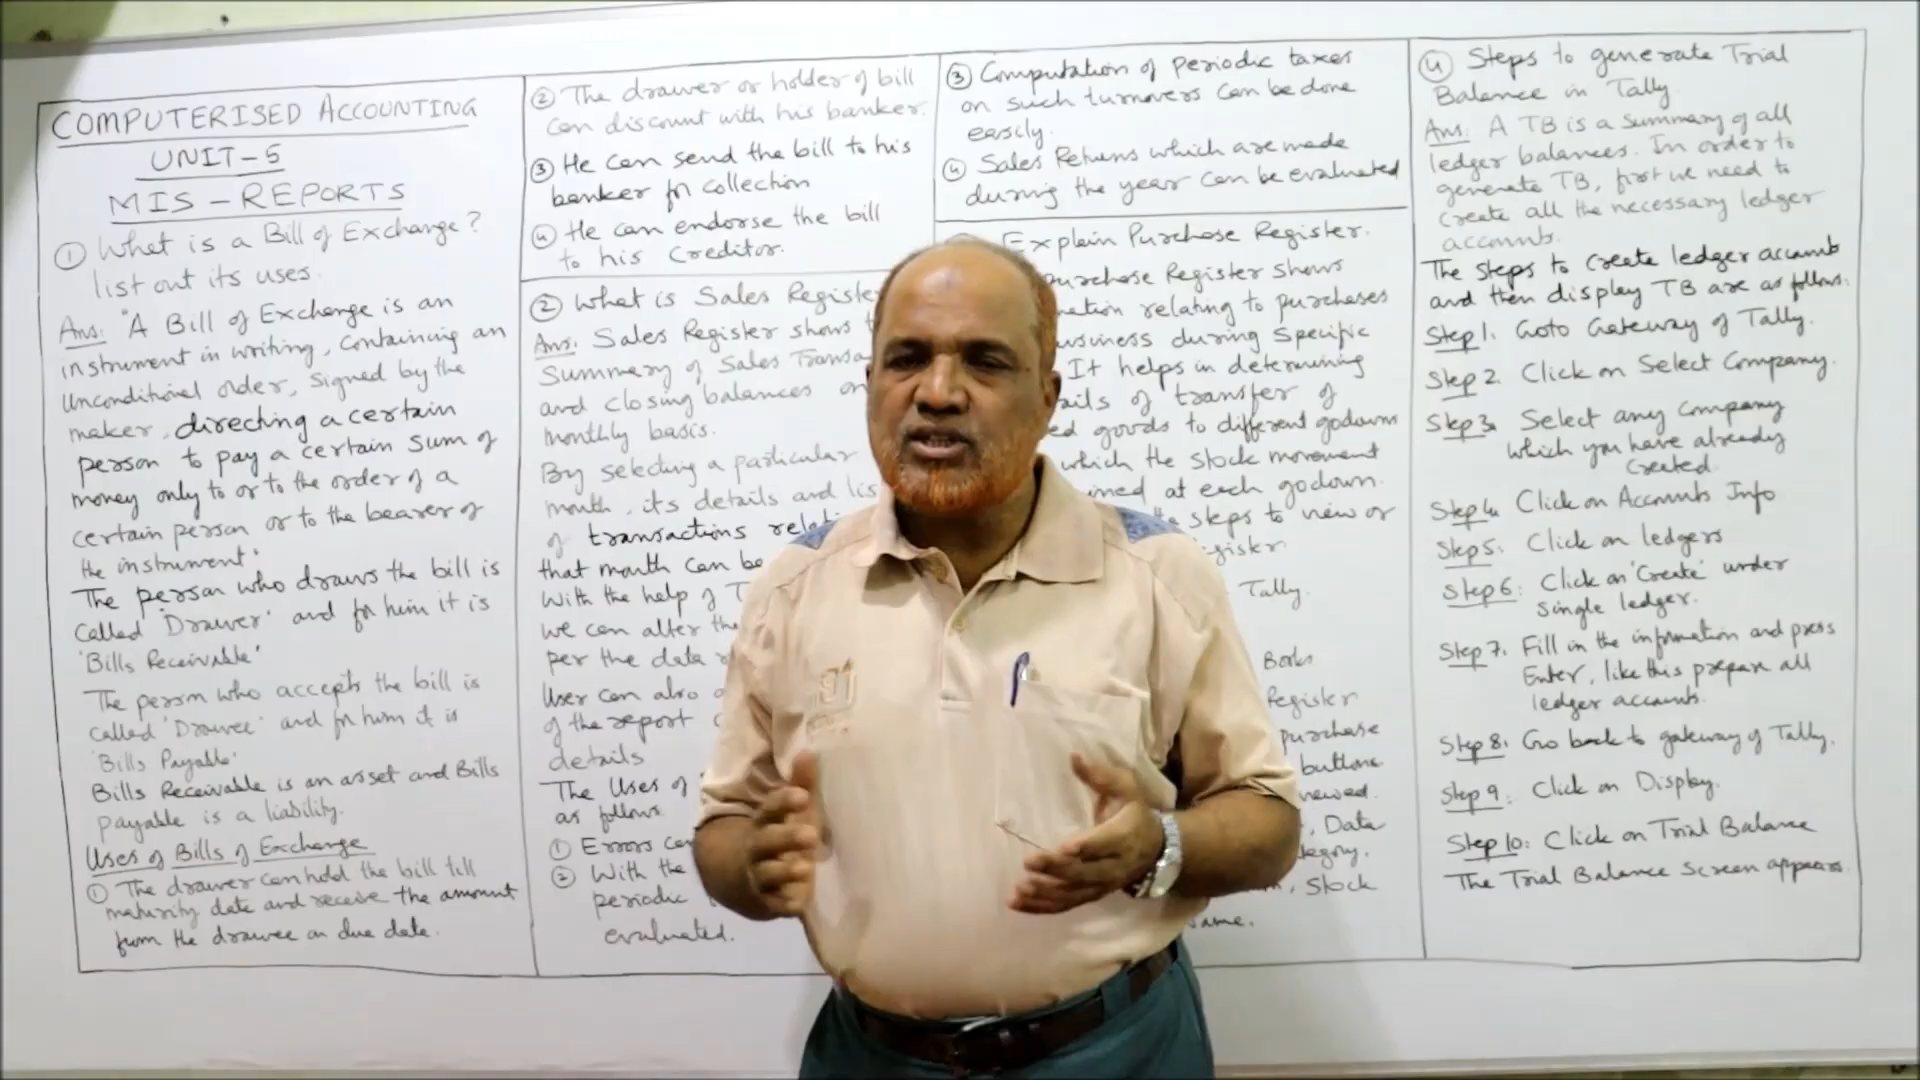 COMPUTERISED ACCOUNTING
UNIT-5
MIS-REPORTS
① What is a Bill of Exchange?
list out its uses.
Ans: "A Bill of Exchange is an
instrument in writing, containing an
unconditional order, signed by the
maker, directing a certain
person to pay a certain sum of
money only to or to the order of a
certain person or to the bearer of
the instrument"
The person who draws the bill is
called 'Drawer' and for him it is
'Bills Receivable'
The person who accepts the bill is
called 'Drawee' and for him it is
'Bills Payable'
Bills Receivable is an asset and Bills
payable is a liability.
Uses of Bills of Exchange
① The drawer can hold the bill till
maturity date and receive the amount
from the drawee on due date.
② The drawer or holder of bill
can discount with his banker.
③ He can send the bill to his
banker for collection
④ He can endorse the bill
to his creditor.
② What is Sales Register
Ans: Sales Register shows
Summary of Sales
and closing balances on
monthly basis.
By selecting a particular
month, its details and
of transactions
that month can be
With the help of
we can alter the
per the data
User can also
of the report
details
The Uses of
as follows
① Errors
② With the
periodic
evaluated.
③ Computation of periodic taxes
on such turnovers can be done
easily.
④ Sales Returns which are made
during the year can be evaluated
Explain Purchase Register.
Purchase Register shows
relating to purchases
during specific
It helps in determining
of transfer of
goods to different godowns
which the stock movement
at each godown.
steps to view or
Tally.
Books
Register
purchase
buttons
Data
Stock
④ Steps to generate Trial
Balance in Tally
Ans: A TB is a summary of all
ledger balances. In order to
generate TB, first we need to
create all the necessary ledger
accounts.
The steps to create ledger accounts
and then display TB are as follows:
Step 1. Goto Gateway of Tally.
Step 2. Click on Select Company.
Step 3. Select any company
which you have already
created.
Step 4. Click on Accounts Info
Step 5. Click on ledgers
Step 6: Click on 'Create' under
single ledger.
Step 7. Fill in the information and press
Enter, like this prepare all
ledger accounts.
Step 8: Go back to gateway of Tally.
Step 9: Click on Display.
Step 10: Click on Trial Balance
The Trial Balance screen appears